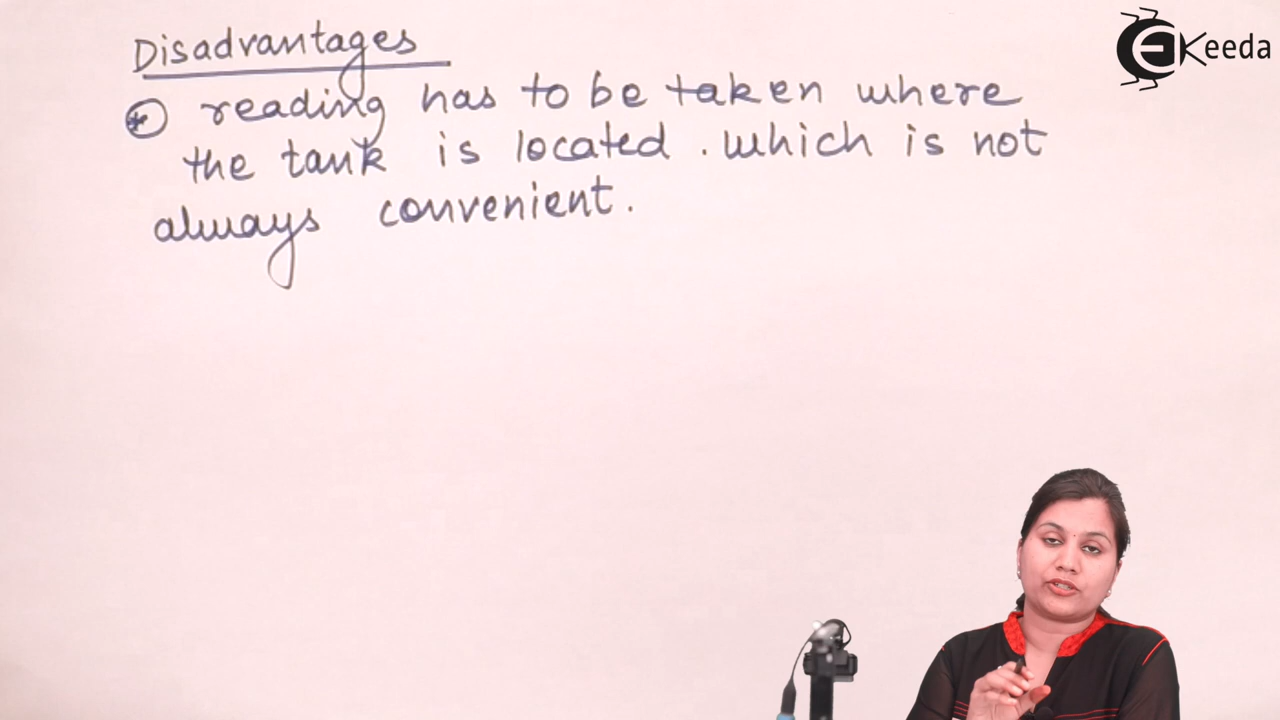 Disadvantages
reading has to be taken where
the tank is located . which is not
always convenient.
EKeeda